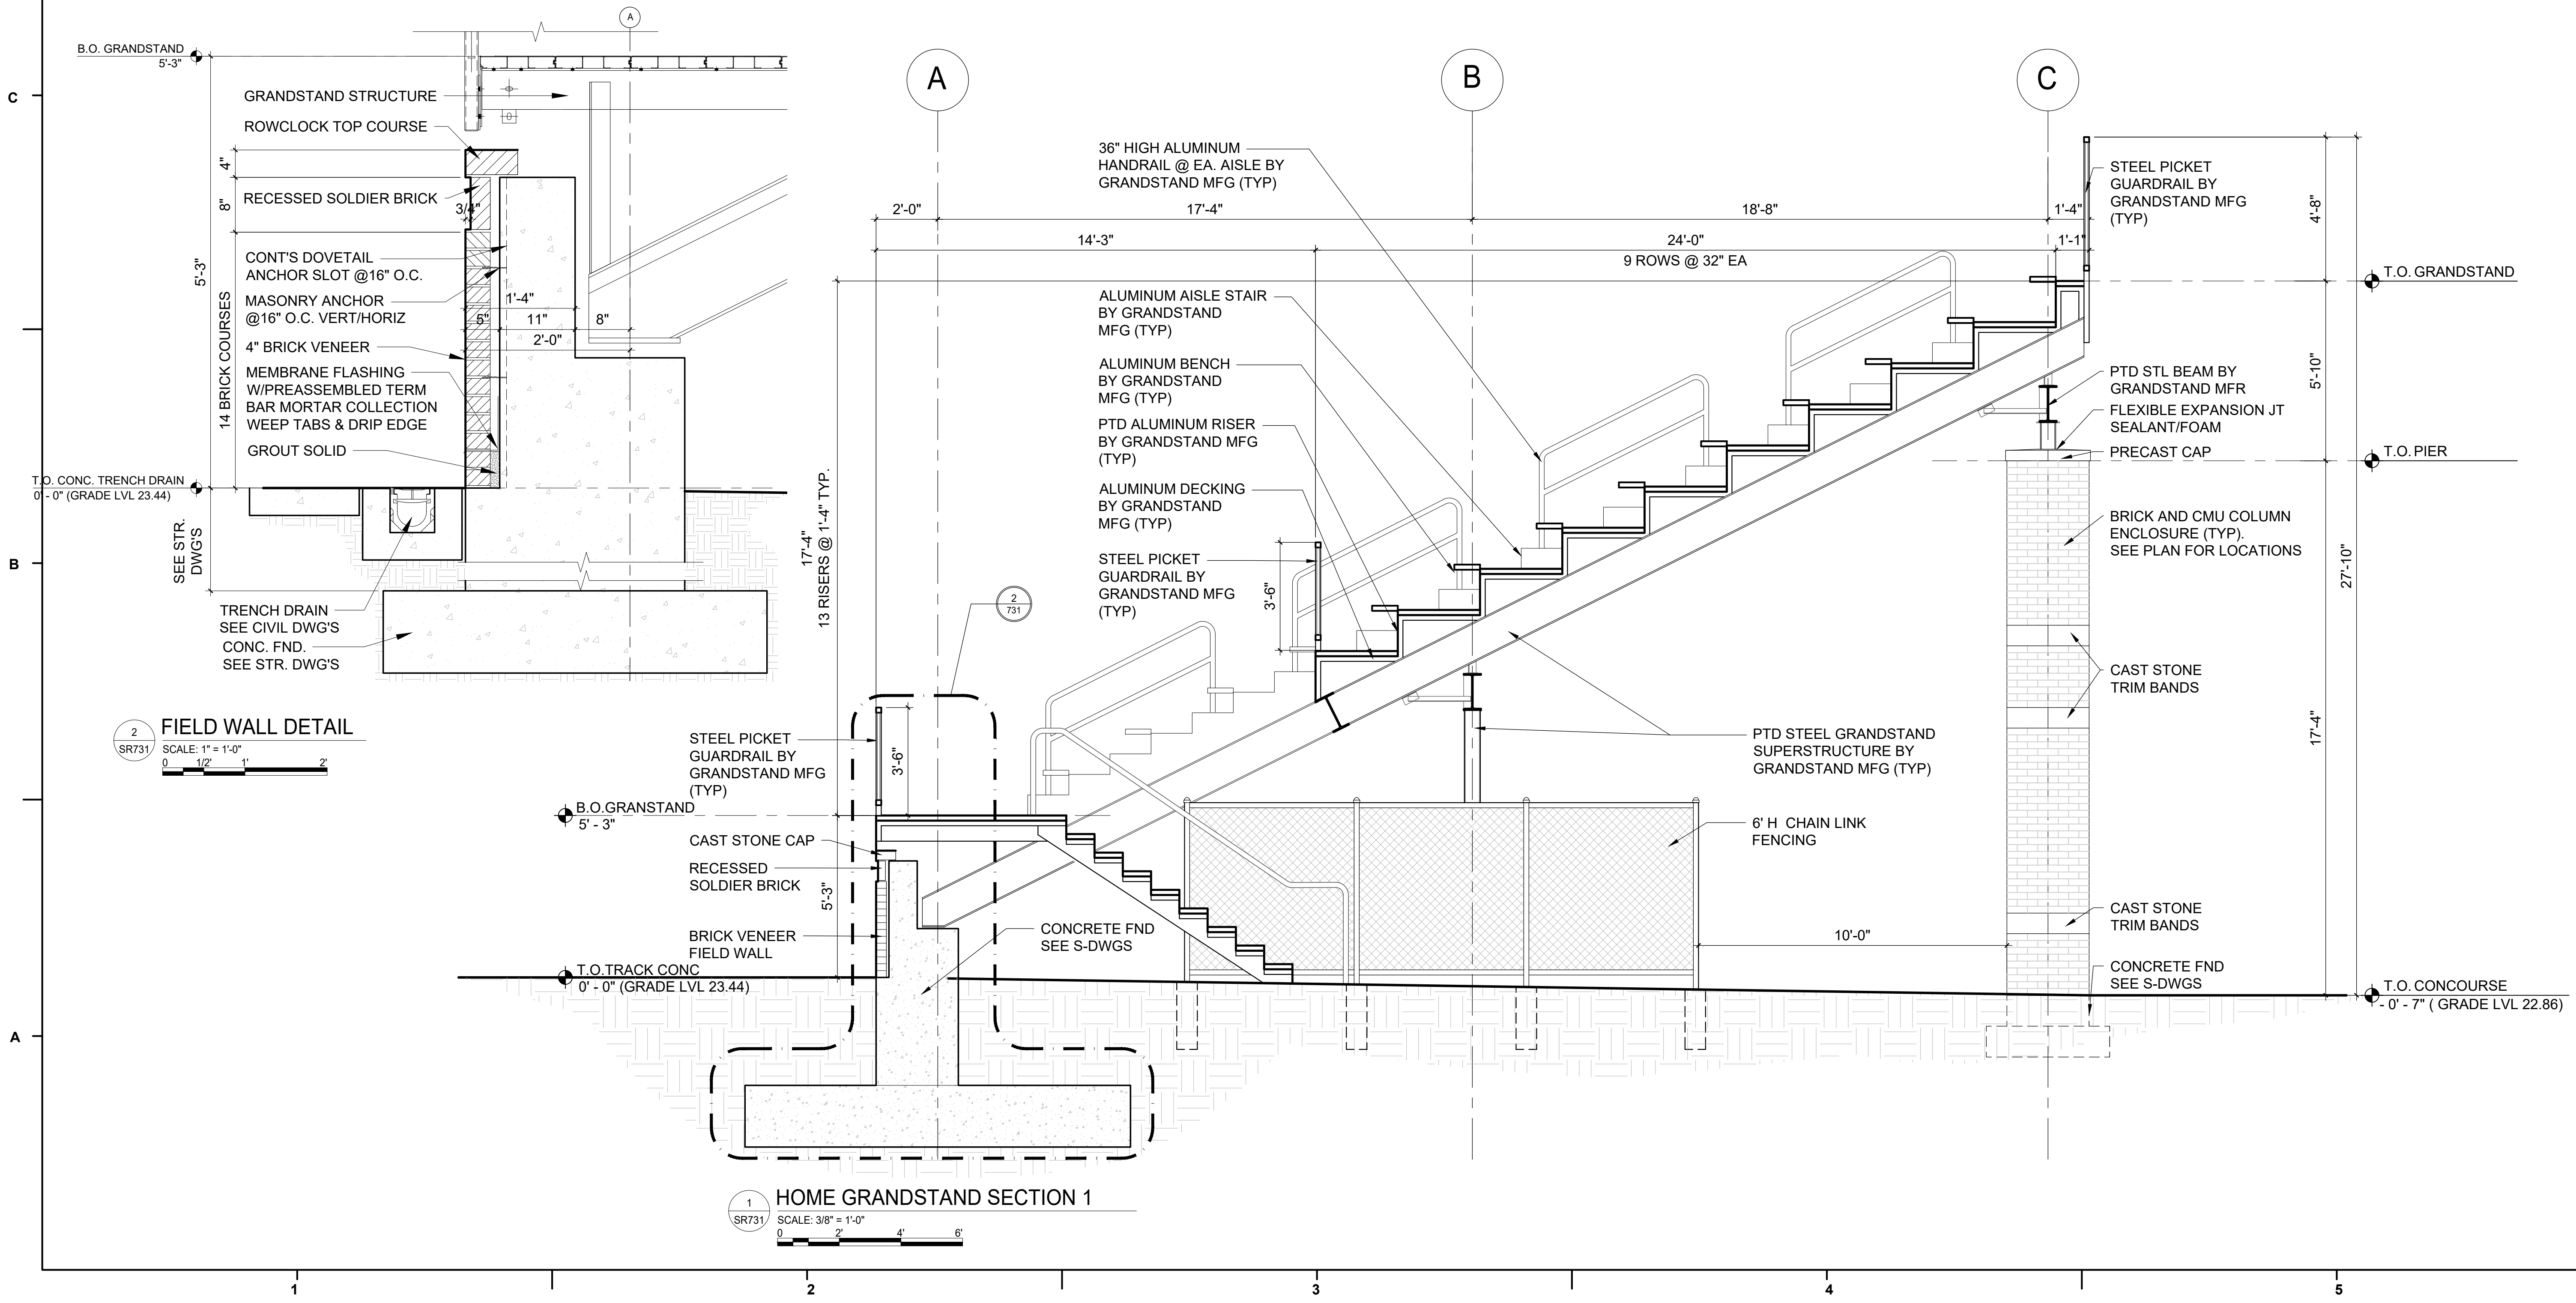 A
B.O. GRANDSTAND
5'-3"
C
GRANDSTAND STRUCTURE
ROWCLOCK TOP COURSE
4"
8"
RECESSED SOLDIER BRICK
3/4"
5'-3"
CONT'S DOVETAIL
ANCHOR SLOT @16" O.C.
MASONRY ANCHOR
@16" O.C. VERT/HORIZ
1'-4"
5"
11"
8"
2'-0"
4" BRICK VENEER
14 BRICK COURSES
MEMBRANE FLASHING
W/PREASSEMBLED TERM
BAR MORTAR COLLECTION
WEEP TABS & DRIP EDGE
GROUT SOLID
T.O. CONC. TRENCH DRAIN
0'- 0" (GRADE LVL 23.44)
SEE STR.
DWG'S
B
TRENCH DRAIN
SEE CIVIL DWG'S
CONC. FND.
SEE STR. DWG'S
2
SR731
FIELD WALL DETAIL
SCALE: 1" = 1'-0"
0 1/2' 1' 2'
A
B
C
36" HIGH ALUMINUM
HANDRAIL @ EA. AISLE BY
GRANDSTAND MFG (TYP)
2'-0"
17'-4"
18'-8"
1'-4"
14'-3"
24'-0"
1'-1"
9 ROWS @ 32" EA
STEEL PICKET
GUARDRAIL BY
GRANDSTAND MFG
(TYP)
4'-8"
T.O. GRANDSTAND
ALUMINUM AISLE STAIR
BY GRANDSTAND
MFG (TYP)
ALUMINUM BENCH
BY GRANDSTAND
MFG (TYP)
PTD ALUMINUM RISER
BY GRANDSTAND MFG
(TYP)
ALUMINUM DECKING
BY GRANDSTAND
MFG (TYP)
STEEL PICKET
GUARDRAIL BY
GRANDSTAND MFG
(TYP)
3'-6"
17'-4"
13 RISERS @ 1'-4" TYP.
PTD STL BEAM BY
GRANDSTAND MFR
FLEXIBLE EXPANSION JT
SEALANT/FOAM
PRECAST CAP
5'-10"
T.O. PIER
BRICK AND CMU COLUMN
ENCLOSURE (TYP).
SEE PLAN FOR LOCATIONS
27'-10"
CAST STONE
TRIM BANDS
17'-4"
2
731
STEEL PICKET
GUARDRAIL BY
GRANDSTAND MFG
(TYP)
3'-6"
PTD STEEL GRANDSTAND
SUPERSTRUCTURE BY
GRANDSTAND MFG (TYP)
B.O.GRANSTAND
5' - 3"
CAST STONE CAP
RECESSED
SOLDIER BRICK
5'-3"
BRICK VENEER
FIELD WALL
6' H CHAIN LINK
FENCING
CONCRETE FND
SEE S-DWGS
10'-0"
CAST STONE
TRIM BANDS
CONCRETE FND
SEE S-DWGS
T.O.TRACK CONC
0' - 0" (GRADE LVL 23.44)
T.O. CONCOURSE
- 0' - 7" ( GRADE LVL 22.86)
A
1
SR731
HOME GRANDSTAND SECTION 1
SCALE: 3/8" = 1'-0"
0 2' 4' 6'
1 2 3 4 5